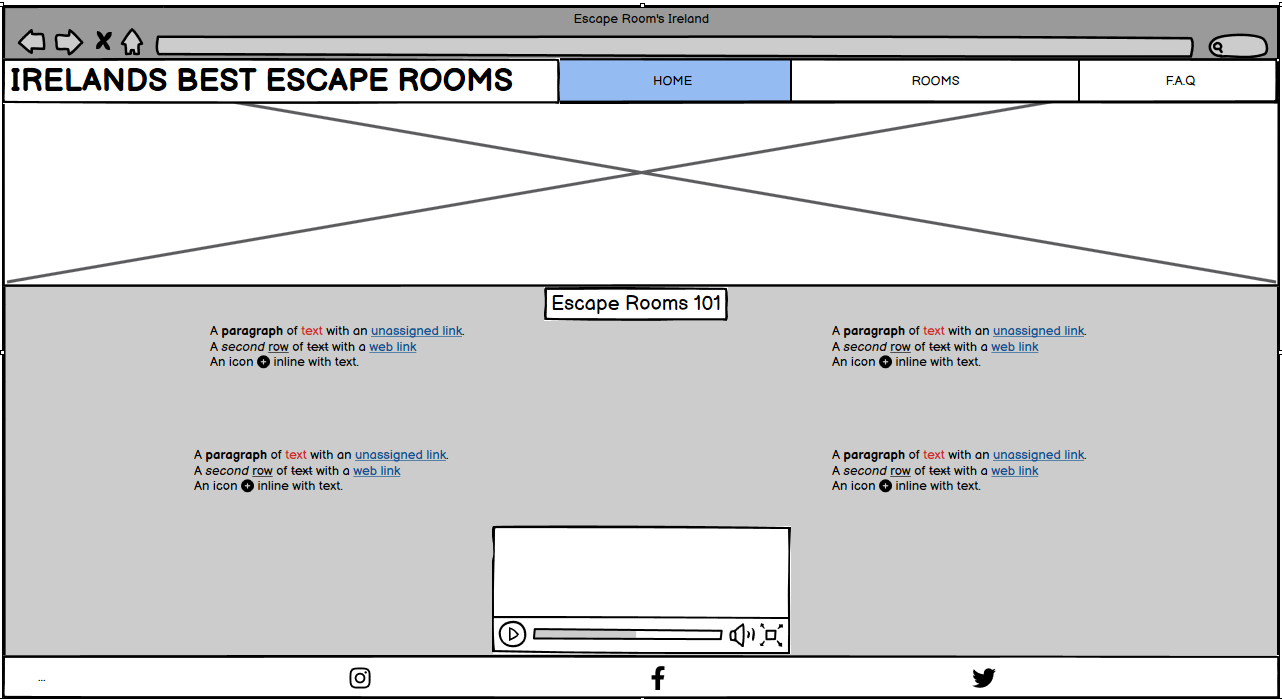 Escape Room's Ireland
IRELANDS BEST ESCAPE ROOMS
HOME
ROOMS
F.A.Q
Escape Rooms 101
A paragraph of text with an unassigned link.
A second row of text with a web link
An icon inline with text.
A paragraph of text with an unassigned link.
A second row of text with a web link
An icon inline with text.
A paragraph of text with an unassigned link.
A second row of text with a web link
An icon inline with text.
A paragraph of text with an unassigned link.
A second row of text with a web link
An icon inline with text.
...